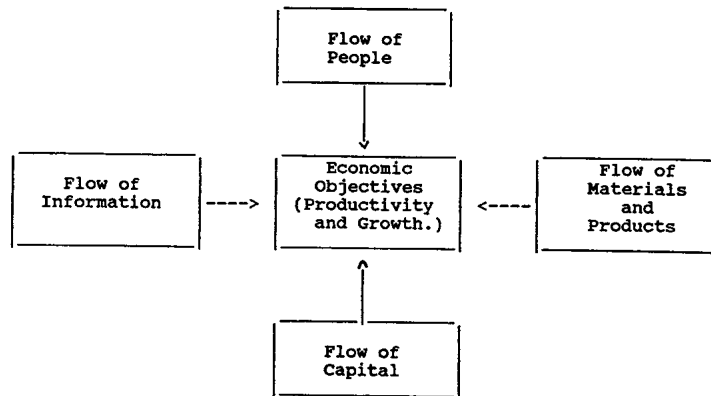 Flow of
People
Flow of
Information
Economic
Objectives
(Productivity
and Growth.)
Flow of
Materials
and
Products
Flow of
Capital